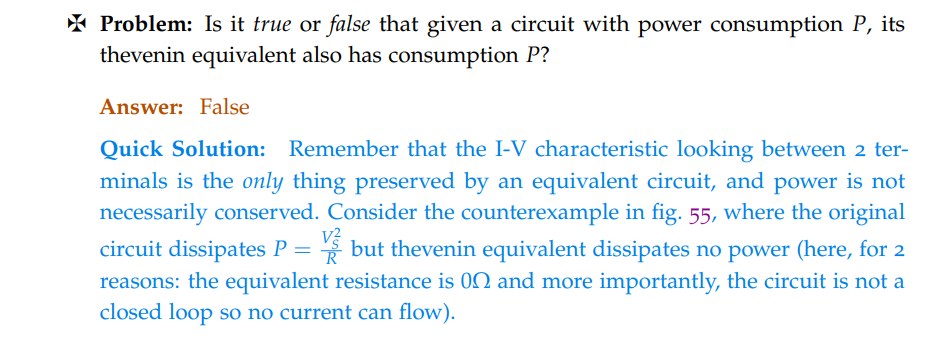 ✠ Problem: Is it true or false that given a circuit with power consumption P, its
thevenin equivalent also has consumption P?
Answer: False
Quick Solution: Remember that the I-V characteristic looking between 2 ter-
minals is the only thing preserved by an equivalent circuit, and power is not
necessarily conserved. Consider the counterexample in fig. 55, where the original
circuit dissipates P = V_S^2/R but thevenin equivalent dissipates no power (here, for 2
reasons: the equivalent resistance is 0Ω and more importantly, the circuit is not a
closed loop so no current can flow).